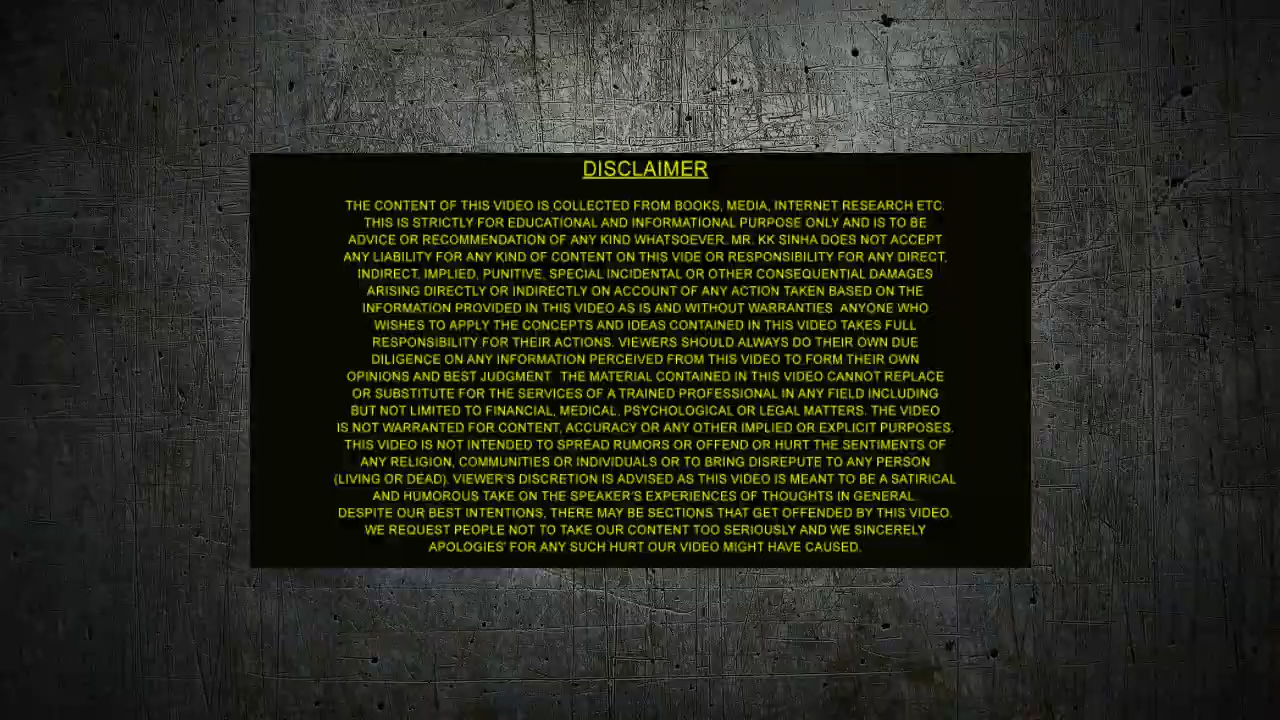 DISCLAIMER
THE CONTENT OF THIS VIDEO IS COLLECTED FROM BOOKS, MEDIA, INTERNET RESEARCH ETC.
THIS IS STRICTLY FOR EDUCATIONAL AND INFORMATIONAL PURPOSE ONLY AND IS TO BE
ADVICE OR RECOMMENDATION OF ANY KIND WHATSOEVER. MR. KK SINHA DOES NOT ACCEPT
ANY LIABILITY FOR ANY KIND OF CONTENT ON THIS VIDE OR RESPONSIBILITY FOR ANY DIRECT,
INDIRECT, IMPLIED, PUNITIVE, SPECIAL INCIDENTAL OR OTHER CONSEQUENTIAL DAMAGES
ARISING DIRECTLY OR INDIRECTLY ON ACCOUNT OF ANY ACTION TAKEN BASED ON THE
INFORMATION PROVIDED IN THIS VIDEO AS IS AND WITHOUT WARRANTIES  ANYONE WHO
WISHES TO APPLY THE CONCEPTS AND IDEAS CONTAINED IN THIS VIDEO TAKES FULL
RESPONSIBILITY FOR THEIR ACTIONS. VIEWERS SHOULD ALWAYS DO THEIR OWN DUE
DILIGENCE ON ANY INFORMATION PERCEIVED FROM THIS VIDEO TO FORM THEIR OWN
OPINIONS AND BEST JUDGMENT  THE MATERIAL CONTAINED IN THIS VIDEO CANNOT REPLACE
OR SUBSTITUTE FOR THE SERVICES OF A TRAINED PROFESSIONAL IN ANY FIELD INCLUDING
BUT NOT LIMITED TO FINANCIAL, MEDICAL, PSYCHOLOGICAL OR LEGAL MATTERS. THE VIDEO
IS NOT WARRANTED FOR CONTENT, ACCURACY OR ANY OTHER IMPLIED OR EXPLICIT PURPOSES.
THIS VIDEO IS NOT INTENDED TO SPREAD RUMORS OR OFFEND OR HURT THE SENTIMENTS OF
ANY RELIGION, COMMUNITIES OR INDIVIDUALS OR TO BRING DISREPUTE TO ANY PERSON
(LIVING OR DEAD). VIEWER'S DISCRETION IS ADVISED AS THIS VIDEO IS MEANT TO BE A SATIRICAL
AND HUMOROUS TAKE ON THE SPEAKER'S EXPERIENCES OF THOUGHTS IN GENERAL.
DESPITE OUR BEST INTENTIONS, THERE MAY BE SECTIONS THAT GET OFFENDED BY THIS VIDEO.
WE REQUEST PEOPLE NOT TO TAKE OUR CONTENT TOO SERIOUSLY AND WE SINCERELY
APOLOGIES' FOR ANY SUCH HURT OUR VIDEO MIGHT HAVE CAUSED.